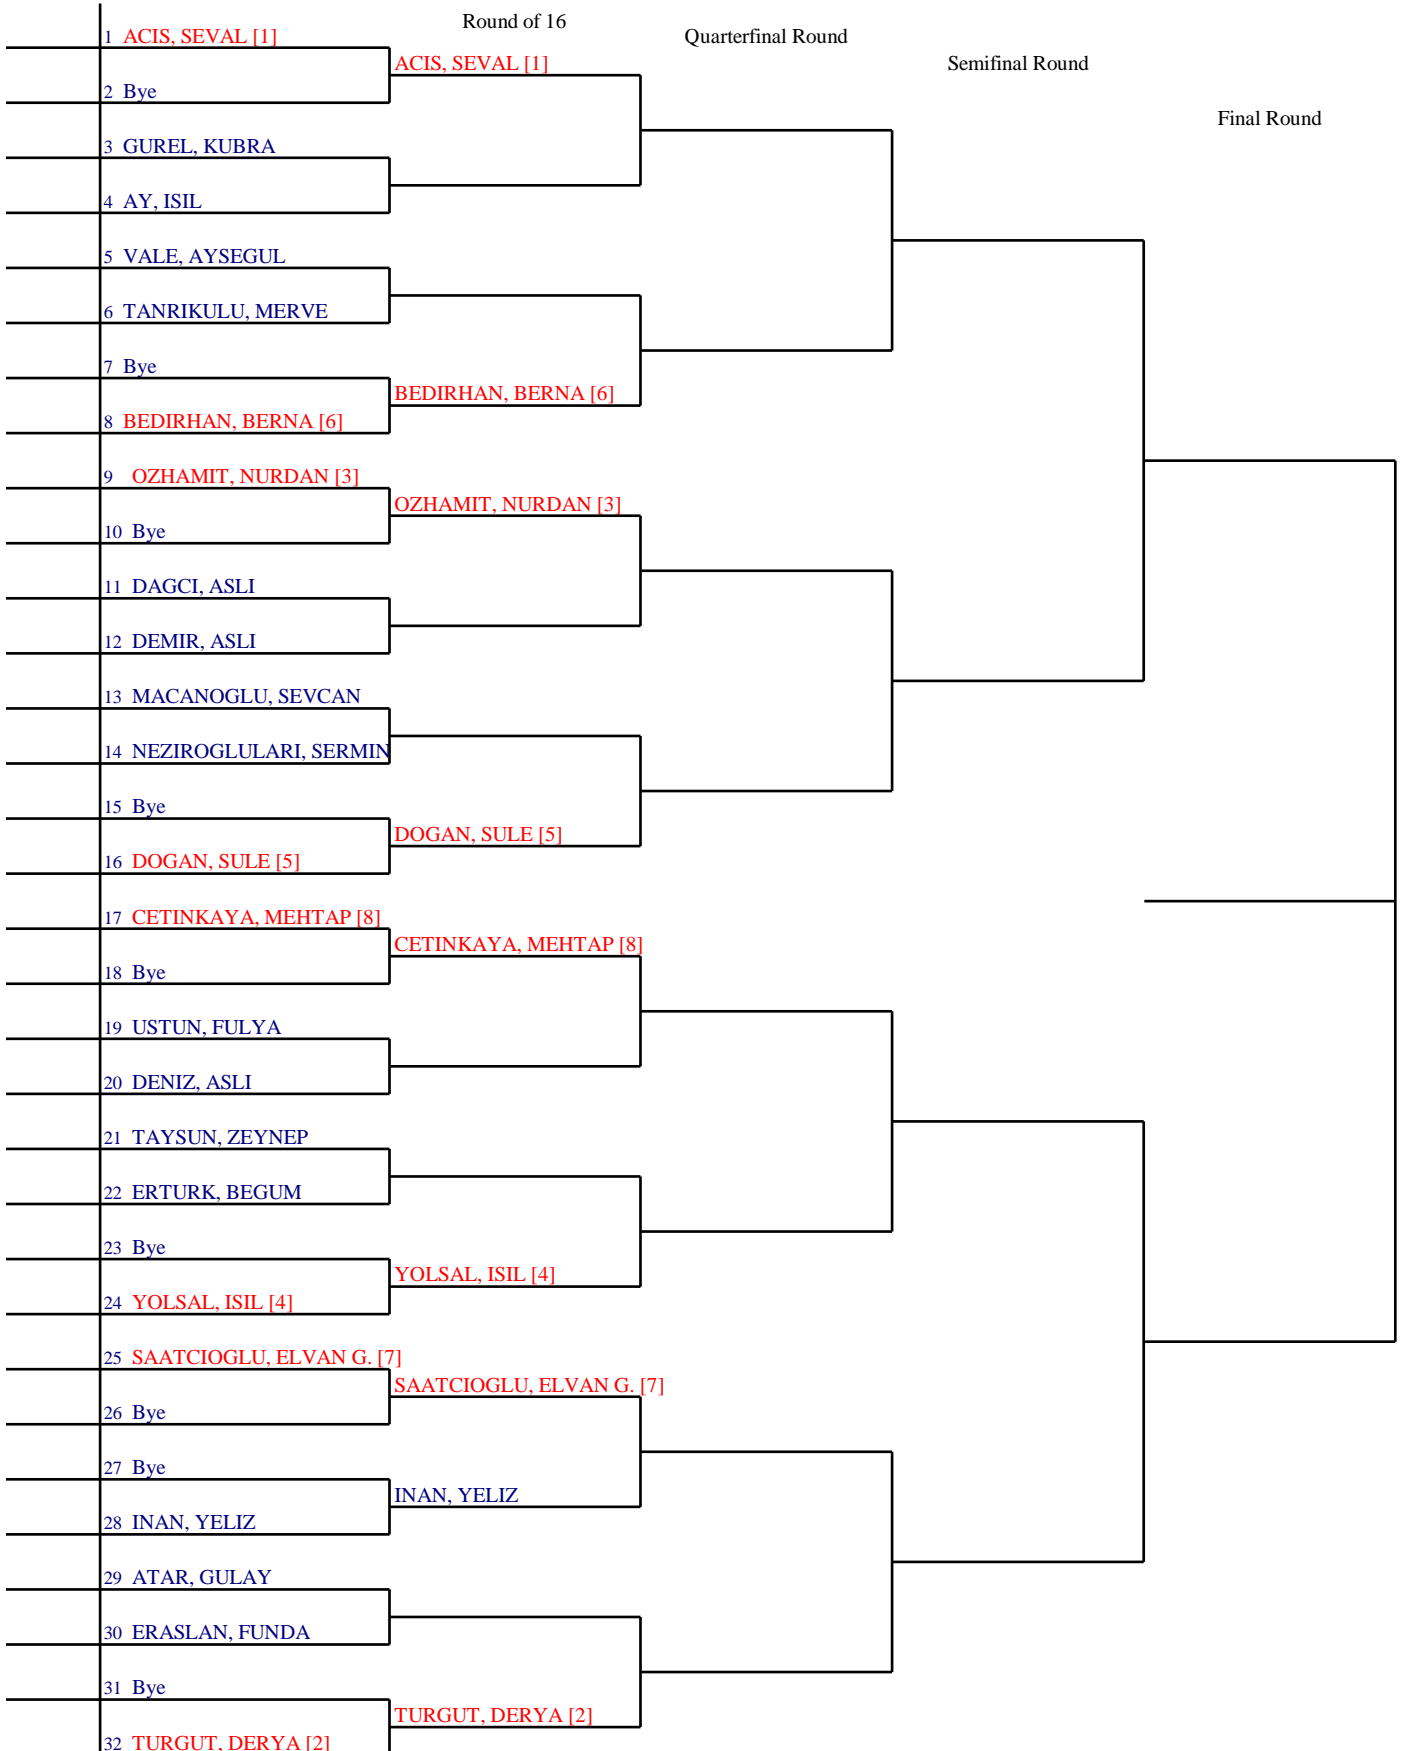 Round of 16
Quarterfinal Round
Semifinal Round
Final Round
1 ACIS, SEVAL [1]
ACIS, SEVAL [1]
2 Bye
3 GUREL, KUBRA
4 AY, ISIL
5 VALE, AYSEGUL
6 TANRIKULU, MERVE
7 Bye
BEDIRHAN, BERNA [6]
8 BEDIRHAN, BERNA [6]
9 OZHAMIT, NURDAN [3]
OZHAMIT, NURDAN [3]
10 Bye
11 DAGCI, ASLI
12 DEMIR, ASLI
13 MACANOGLU, SEVCAN
14 NEZIROGLULARI, SERMIN
15 Bye
DOGAN, SULE [5]
16 DOGAN, SULE [5]
17 CETINKAYA, MEHTAP [8]
CETINKAYA, MEHTAP [8]
18 Bye
19 USTUN, FULYA
20 DENIZ, ASLI
21 TAYSUN, ZEYNEP
22 ERTURK, BEGUM
23 Bye
YOLSAL, ISIL [4]
24 YOLSAL, ISIL [4]
25 SAATCIOGLU, ELVAN G. [7]
SAATCIOGLU, ELVAN G. [7]
26 Bye
27 Bye
INAN, YELIZ
28 INAN, YELIZ
29 ATAR, GULAY
30 ERASLAN, FUNDA
31 Bye
TURGUT, DERYA [2]
32 TURGUT, DERYA [2]